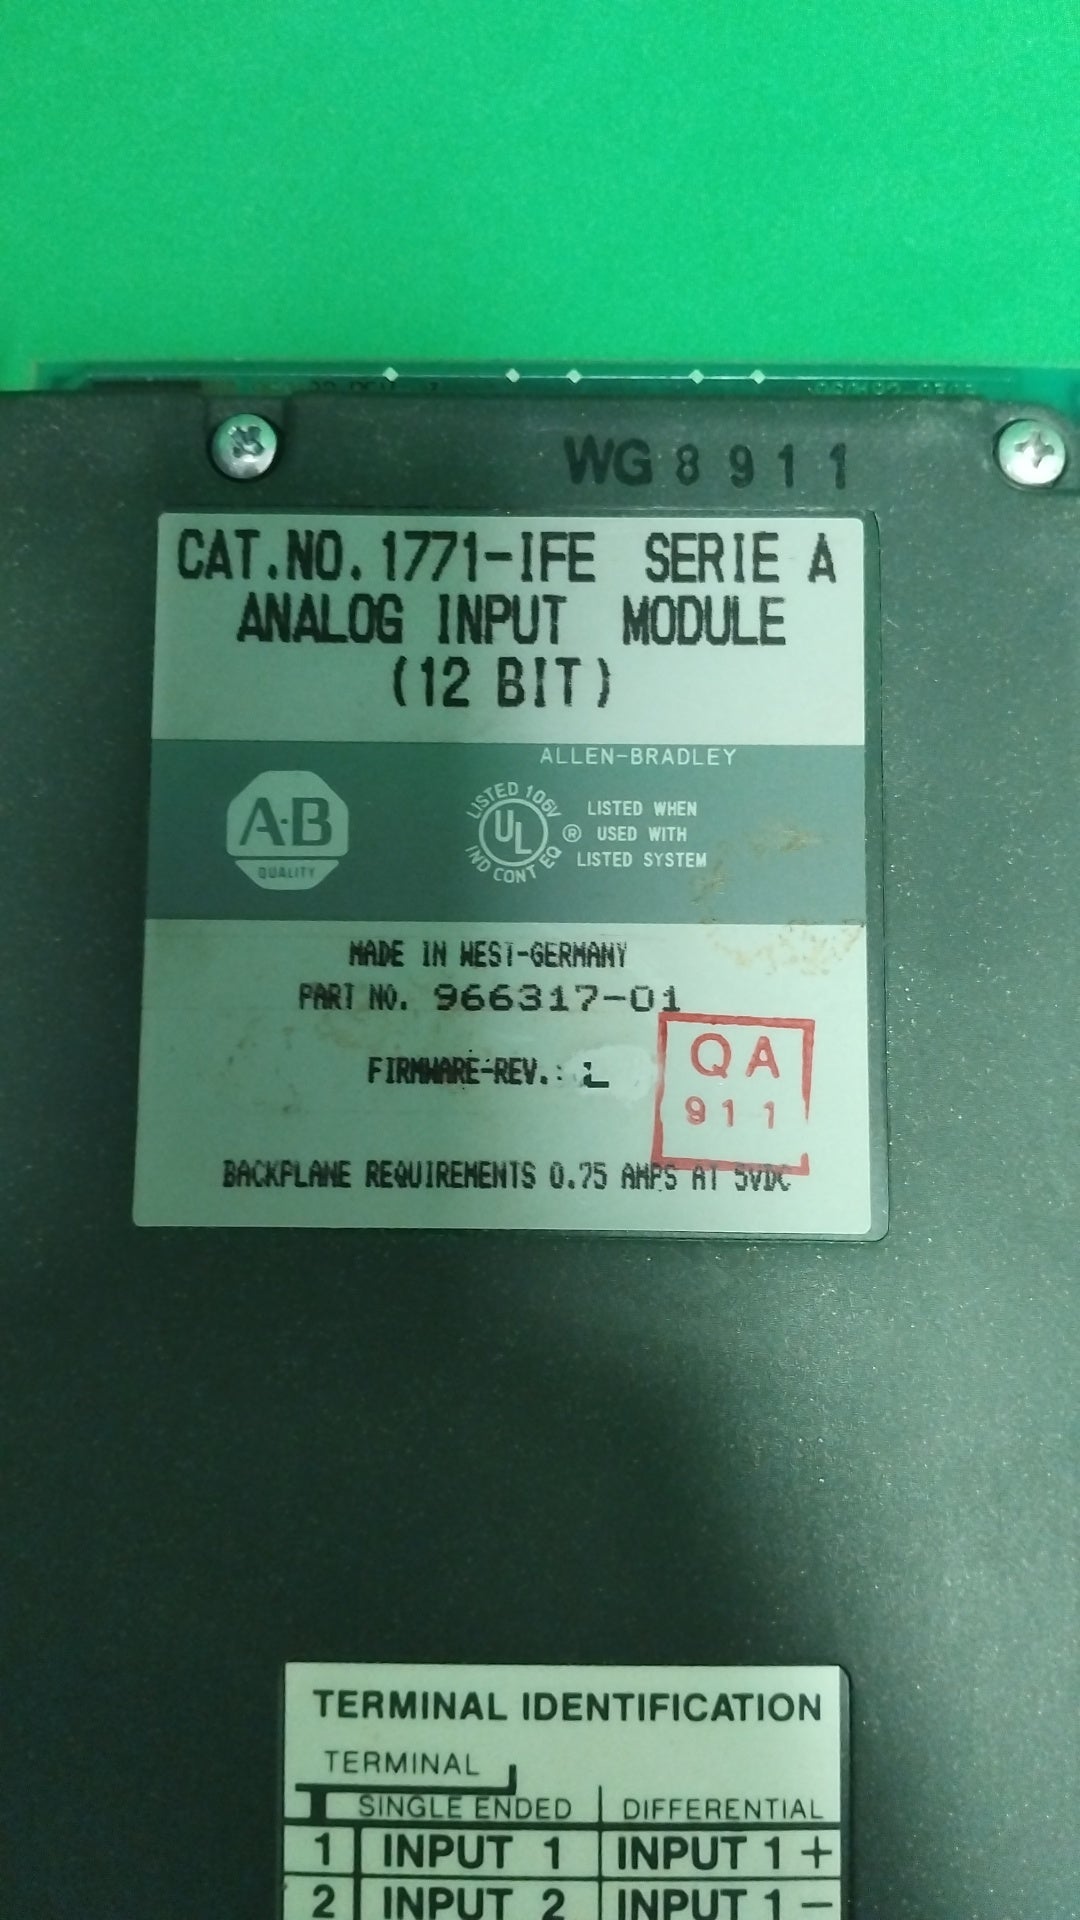 WG 8 9 1 1
CAT.NO. 1771-IFE SERIE A
ANALOG INPUT MODULE
(12 BIT)
ALLEN-BRADLEY
A·B
QUALITY
LISTED 106V
UL
IND CONT EQ
®
LISTED WHEN
USED WITH
LISTED SYSTEM
MADE IN WEST-GERMANY
PART NO. 966317-01
FIRMWARE-REV.: L
QA
911
BACKPLANE REQUIREMENTS 0.75 AMPS AT 5VDC
TERMINAL IDENTIFICATION
TERMINAL
SINGLE ENDED DIFFERENTIAL
1 INPUT 1 INPUT 1 +
2 INPUT 2 INPUT 1 −